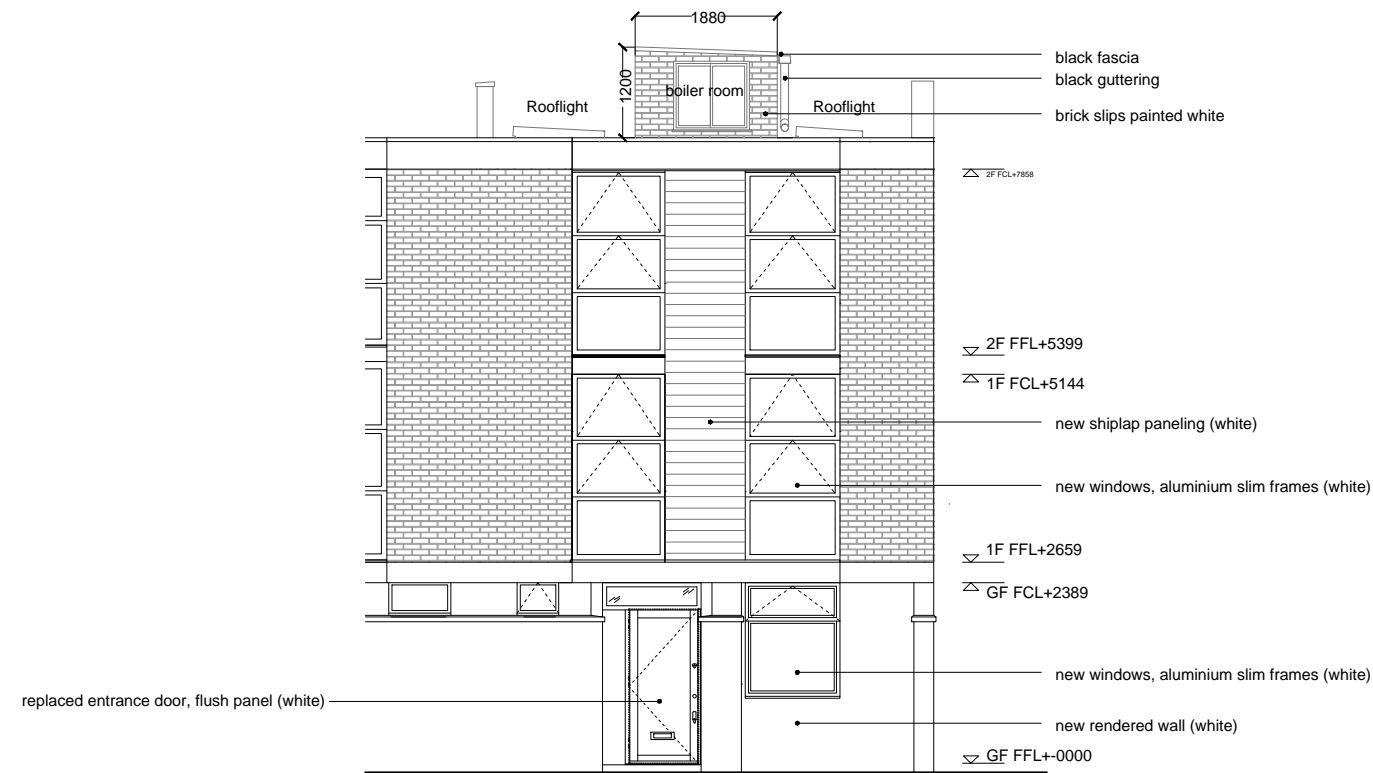 1880
black fascia
black guttering
1200
boiler room
Rooflight
Rooflight
brick slips painted white
2F FCL+7858
2F FFL+5399
1F FCL+5144
new shiplap paneling (white)
new windows, aluminium slim frames (white)
1F FFL+2659
GF FCL+2389
new windows, aluminium slim frames (white)
replaced entrance door, flush panel (white)
new rendered wall (white)
GF FFL+-0000